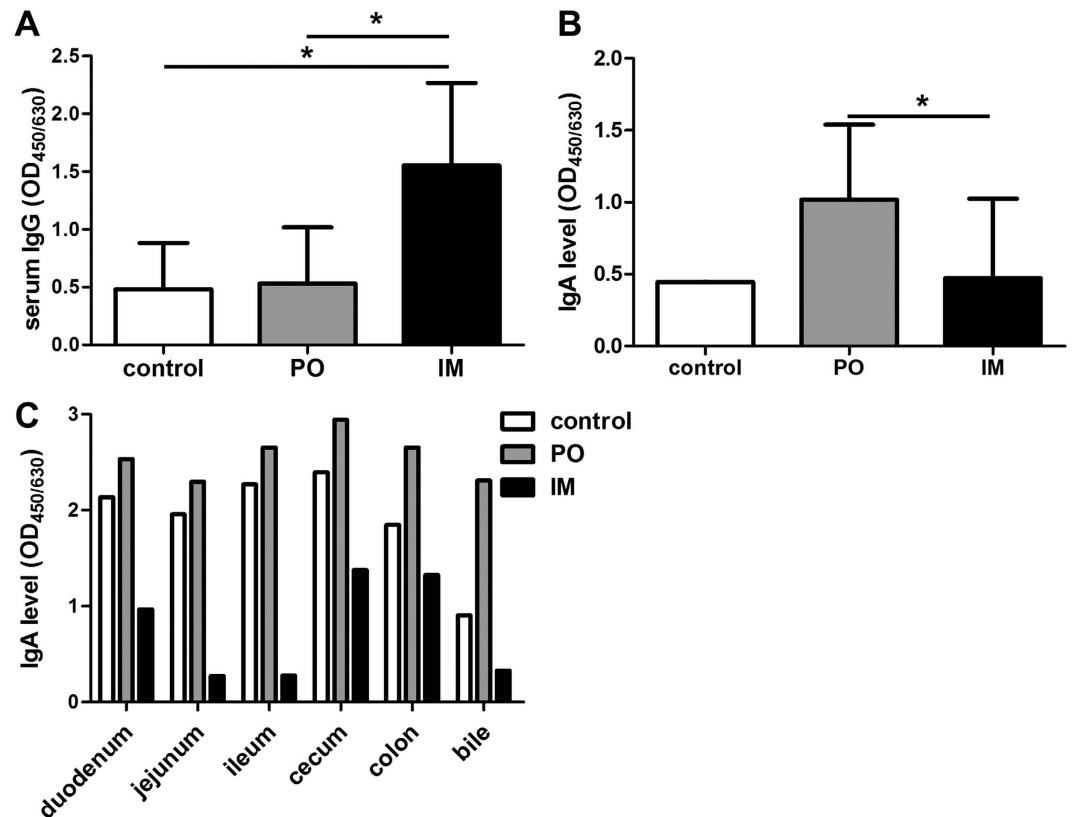 A
*
*
serum IgG (OD450/630)
2.5
2.0
1.5
1.0
0.5
0.0
control PO IM
B
*
IgA level (OD450/630)
2.0
1.5
1.0
0.5
0.0
control PO IM
C
IgA level (OD450/630)
3
2
1
0
duodenum jejunum ileum cecum colon bile
control
PO
IM